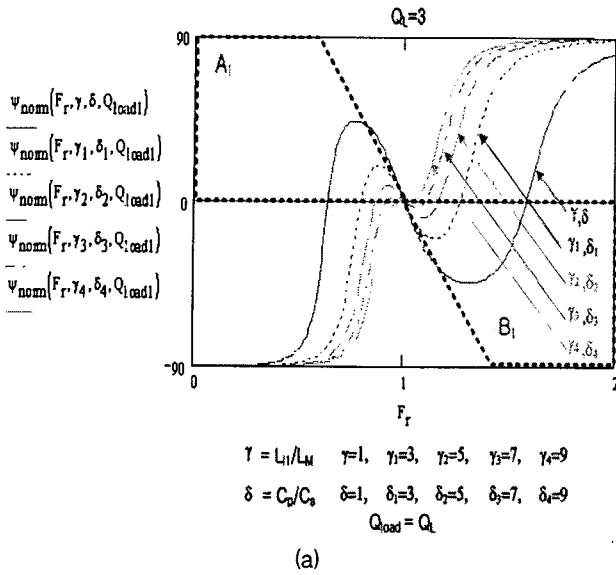 Q_L=3
90
A_1
ψ_norm(F_r,γ,δ,Q_load1)
ψ_norm(F_r,γ_1,δ_1,Q_load1)
ψ_norm(F_r,γ_2,δ_2,Q_load1)
ψ_norm(F_r,γ_3,δ_3,Q_load1)
ψ_norm(F_r,γ_4,δ_4,Q_load1)
0
γ,δ
γ_1,δ_1
γ_2,δ_2
γ_3,δ_3
γ_4,δ_4
B_1
-90
0
1
2
F_r
γ = L_i1/L_M γ=1, γ_1=3, γ_2=5, γ_3=7, γ_4=9
δ = C_p/C_s δ=1, δ_1=3, δ_2=5, δ_3=7, δ_4=9
Q_load = Q_L
(a)